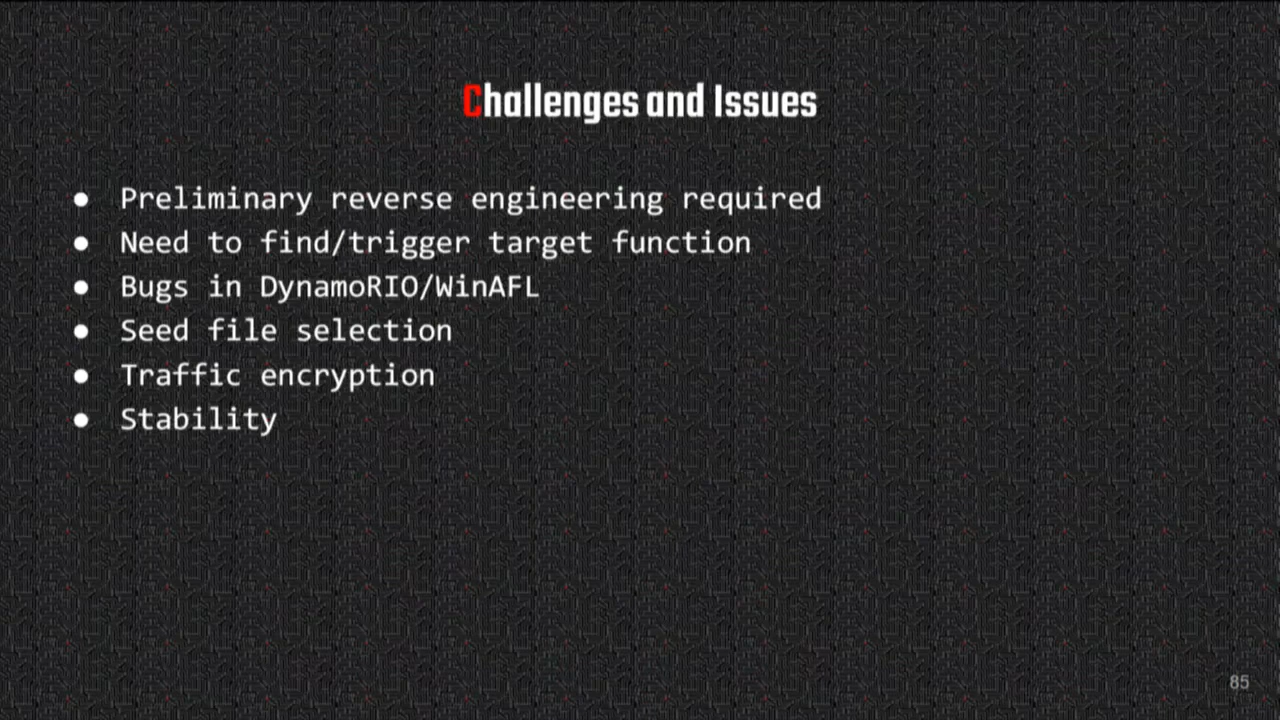 Challenges and Issues
● Preliminary reverse engineering required
● Need to find/trigger target function
● Bugs in DynamoRIO/WinAFL
● Seed file selection
● Traffic encryption
● Stability
85